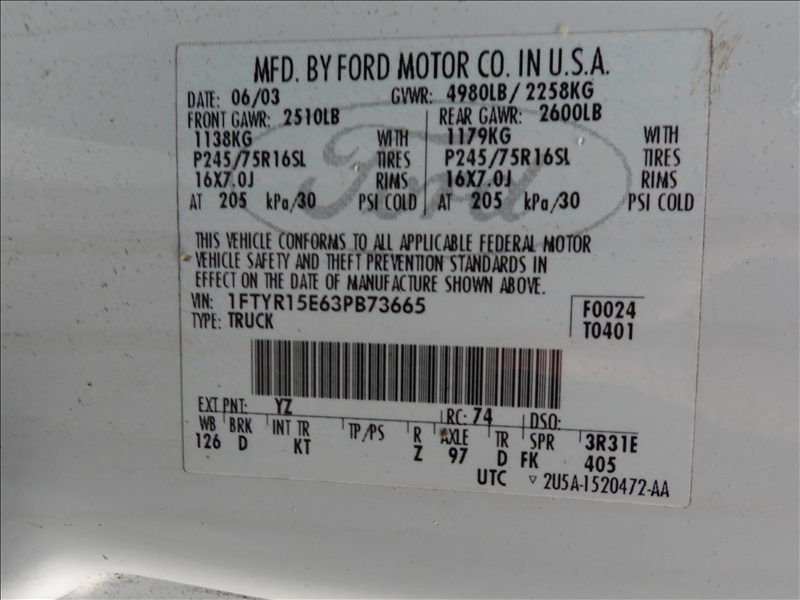 MFD. BY FORD MOTOR CO. IN U.S.A.
DATE: 06/03 GVWR: 4980LB/ 2258KG
FRONT GAWR: 2510LB REAR GAWR: 2600LB
1138KG WITH 1179KG WITH
P245/75R16SL TIRES P245/75R16SL TIRES
16X7.0J RIMS 16X7.0J RIMS
AT 205 kPa/30 PSI COLD AT 205 kPa/30 PSI COLD
Ford
THIS VEHICLE CONFORMS TO ALL APPLICABLE FEDERAL MOTOR
VEHICLE SAFETY AND THEFT PREVENTION STANDARDS IN
EFFECT ON THE DATE OF MANUFACTURE SHOWN ABOVE.
VIN: 1FTYR15E63PB73665 F0024
TYPE: TRUCK T0401
EXT PNT: YZ RC: 74 DSO:
WB BRK INT TR TP/PS R AXLE TR SPR 3R31E
126 D KT Z 97 D FK 405
UTC ▽ 2U5A-1520472-AA